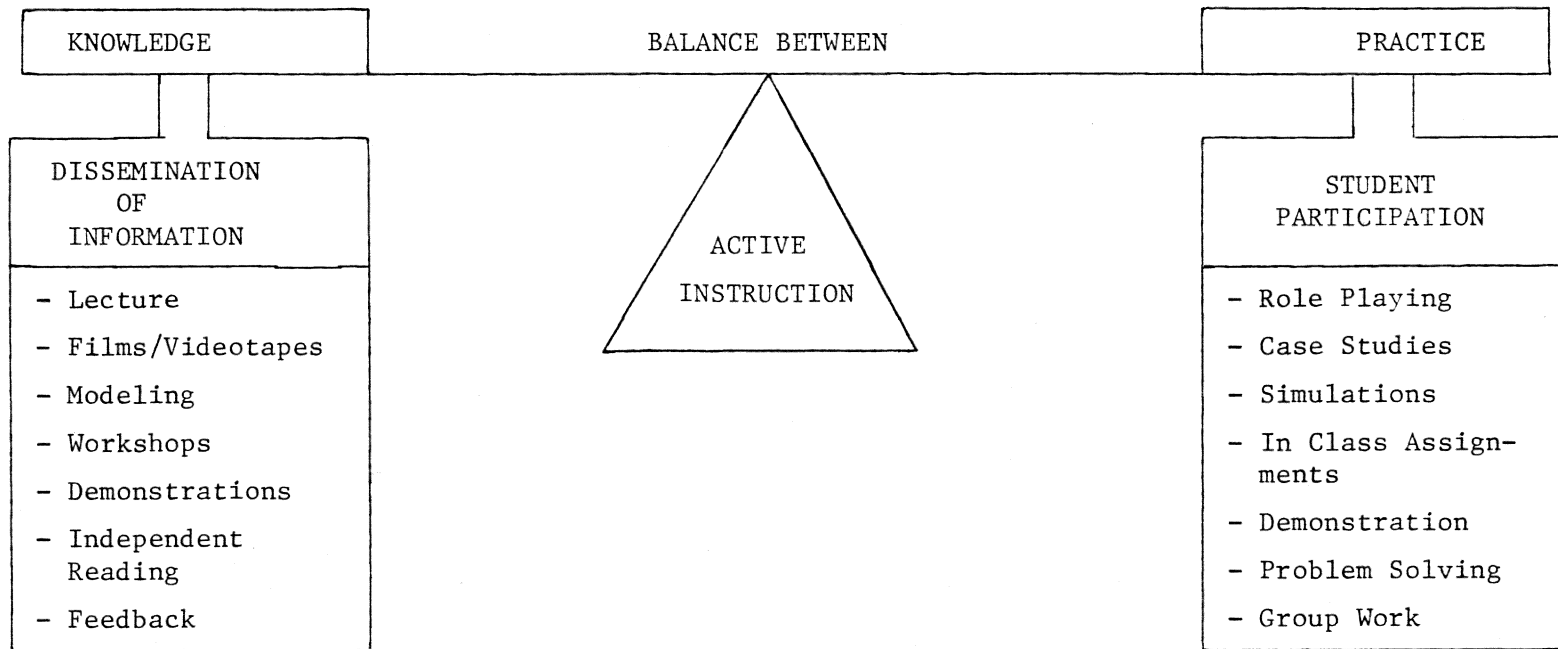 KNOWLEDGE
BALANCE BETWEEN
PRACTICE
DISSEMINATION
OF
INFORMATION
- Lecture
- Films/Videotapes
- Modeling
- Workshops
- Demonstrations
- Independent
Reading
- Feedback
ACTIVE
INSTRUCTION
STUDENT
PARTICIPATION
- Role Playing
- Case Studies
- Simulations
- In Class Assign-
ments
- Demonstration
- Problem Solving
- Group Work